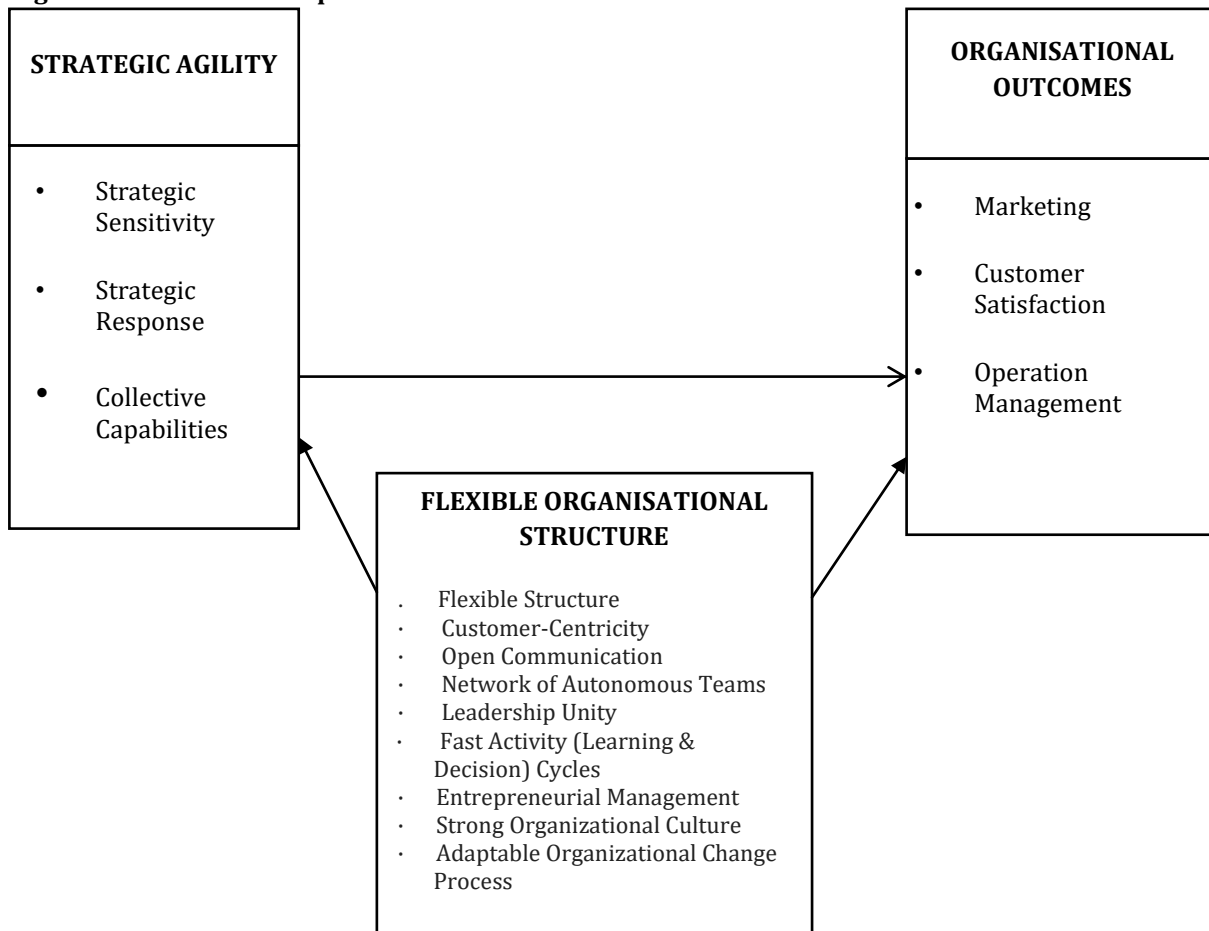 STRATEGIC AGILITY
• Strategic
Sensitivity
• Strategic
Response
• Collective
Capabilities
ORGANISATIONAL
OUTCOMES
• Marketing
• Customer
Satisfaction
• Operation
Management
FLEXIBLE ORGANISATIONAL
STRUCTURE
. Flexible Structure
· Customer-Centricity
· Open Communication
· Network of Autonomous Teams
· Leadership Unity
· Fast Activity (Learning &
Decision) Cycles
· Entrepreneurial Management
· Strong Organizational Culture
· Adaptable Organizational Change
Process